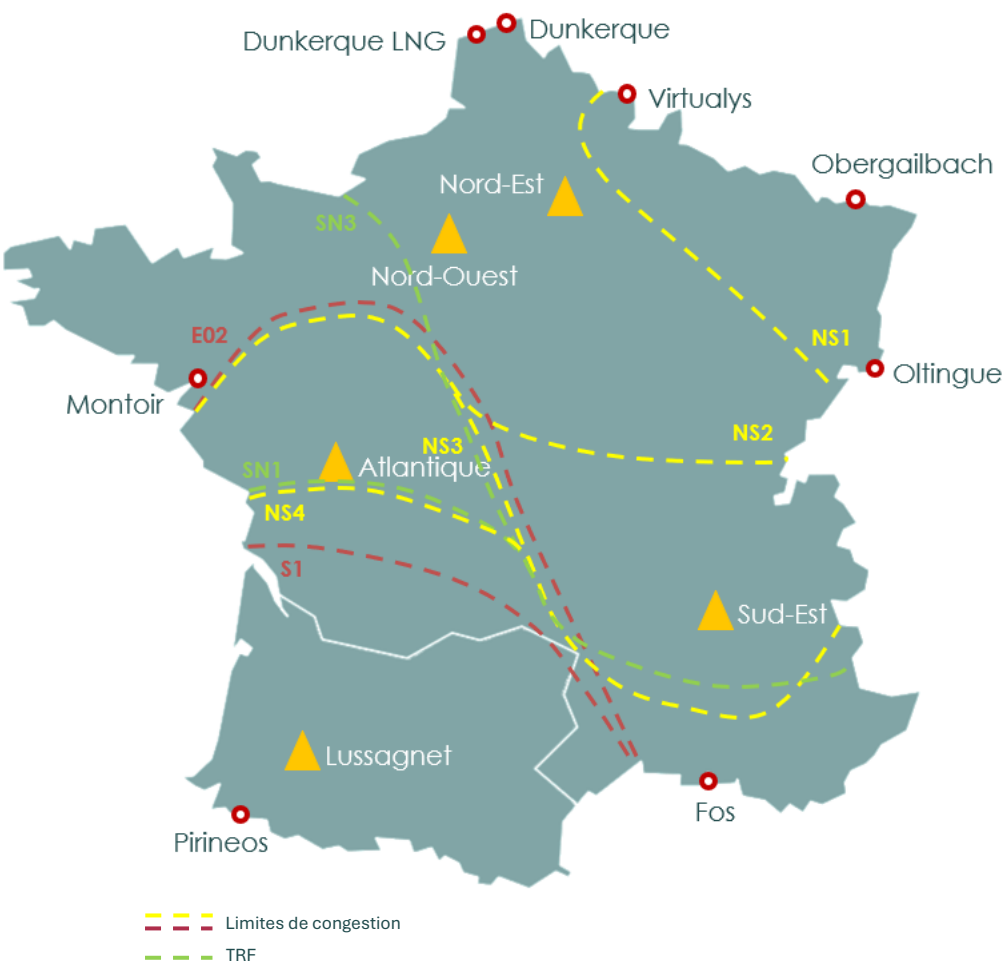 Dunkerque LNG
Dunkerque
Virtualys
Obergailbach
Nord-Est
SN3
Nord-Ouest
E02
NS1
Oltingue
Montoir
NS2
NS3
Atlantique
SN1
NS4
S1
Sud-Est
Lussagnet
Fos
Pirineos
Limites de congestion
TRF